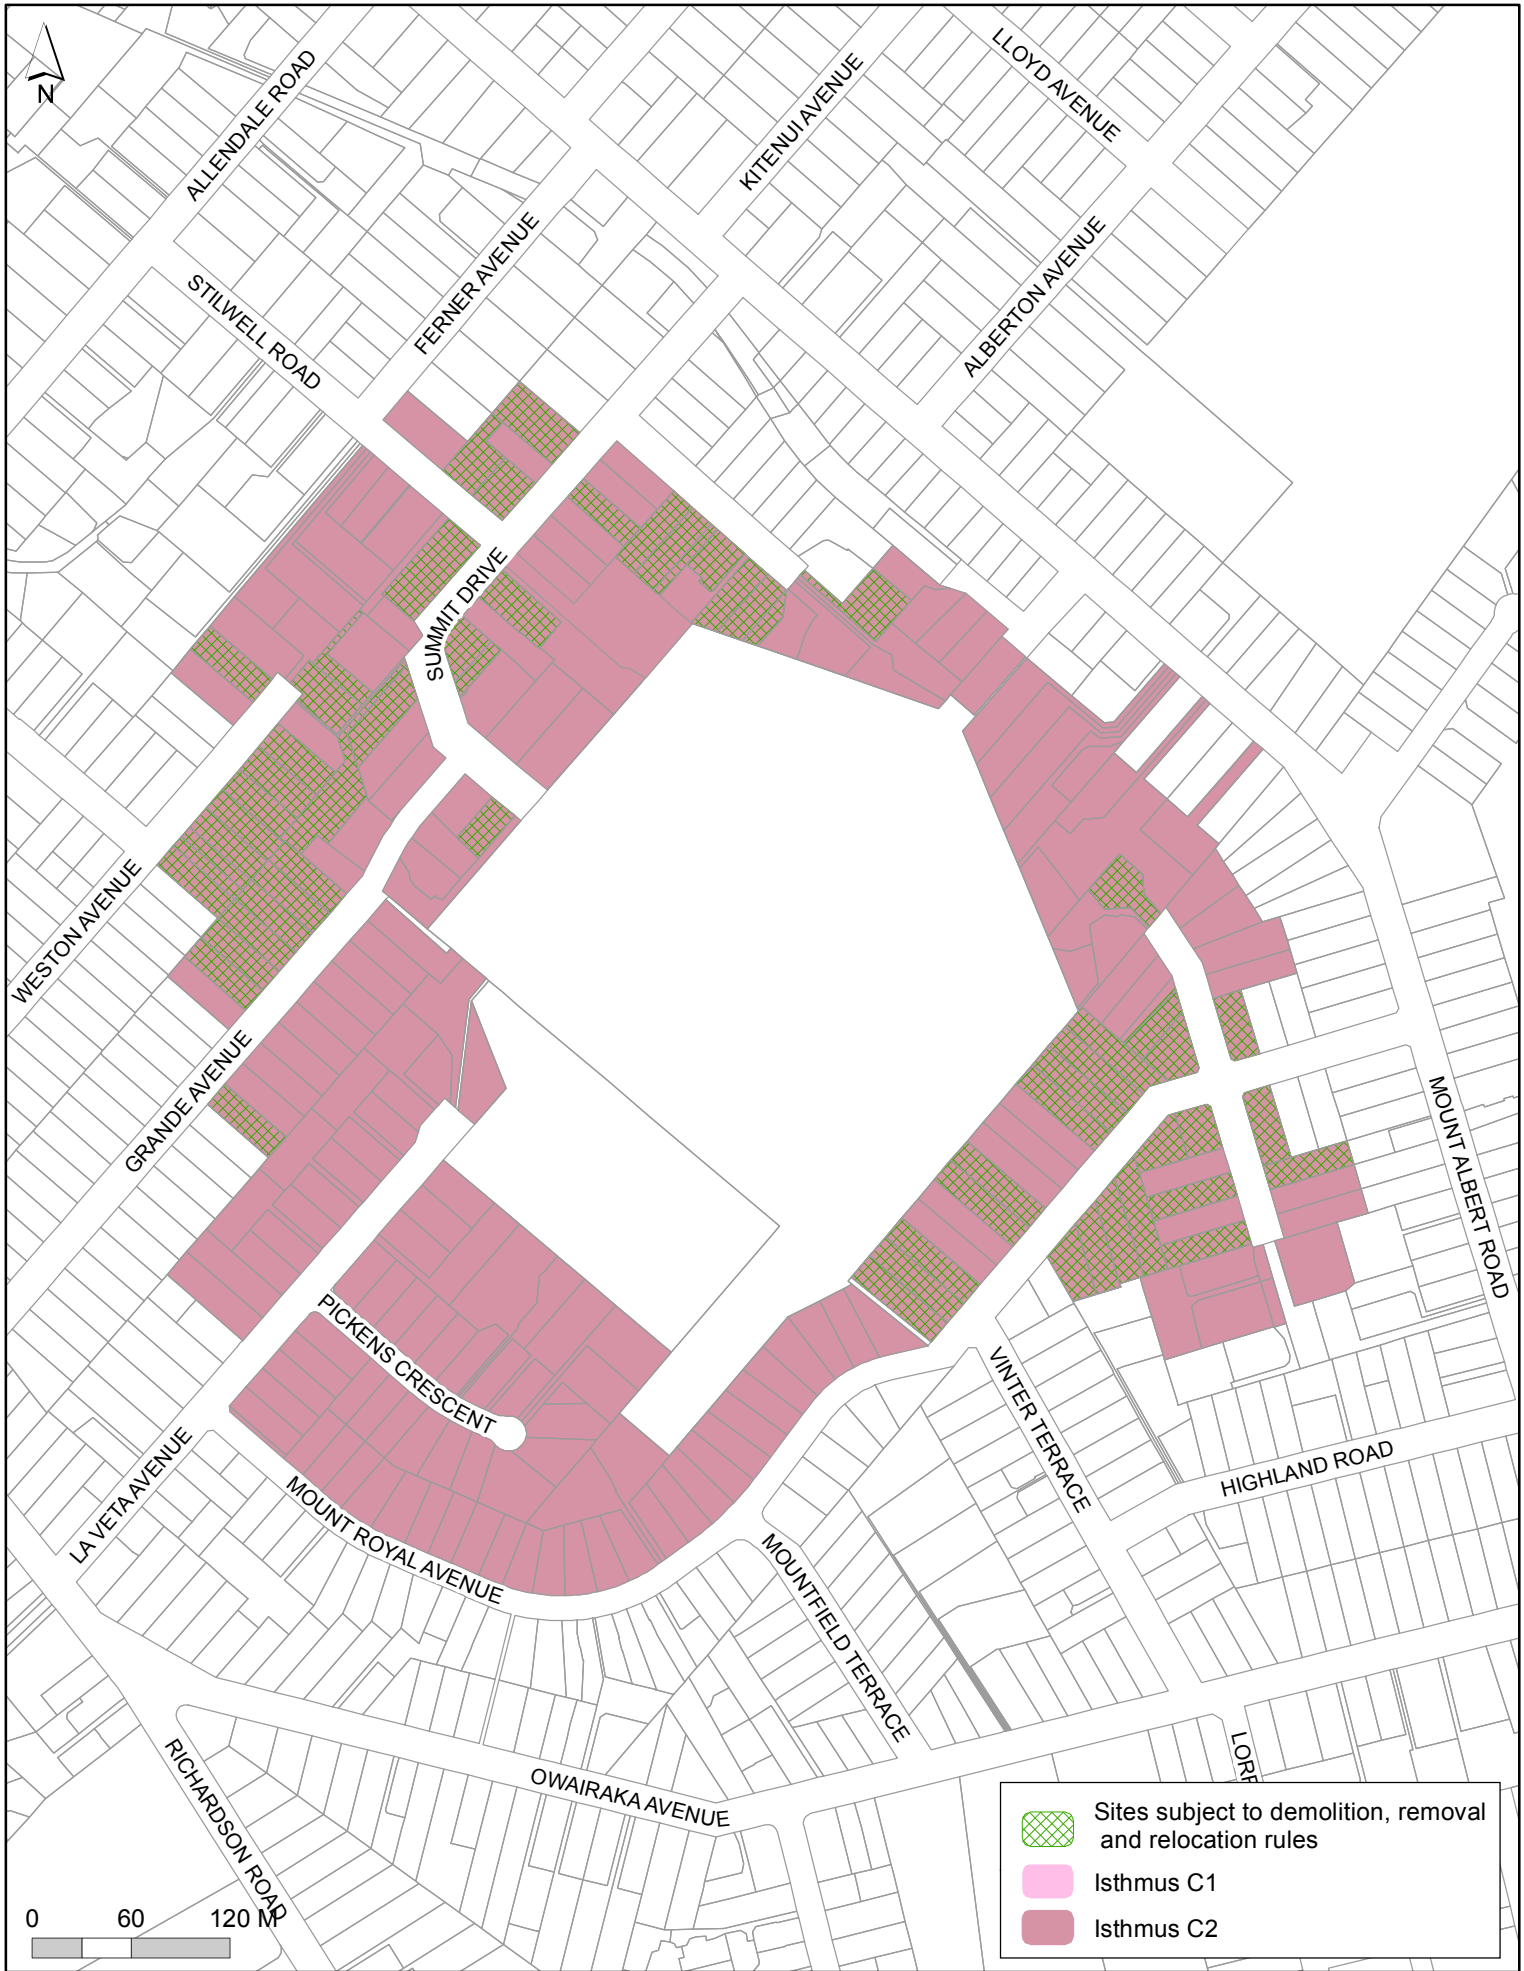 LLOYD AVENUE
ALLENDALE ROAD
KITENUI AVENUE
N
FERNER AVENUE
ALBERTON AVENUE
STILWELL ROAD
SUMMIT DRIVE
WESTON AVENUE
GRANDE AVENUE
MOUNT ALBERT ROAD
PICKENS CRESCENT
VINTER TERRACE
LA VETA AVENUE
HIGHLAND ROAD
MOUNT ROYAL AVENUE
MOUNTFIELD TERRACE
RICHARDSON ROAD
OWAIRAKA AVENUE
Sites subject to demolition, removal
and relocation rules
Isthmus C1
Isthmus C2
0 60 120 M